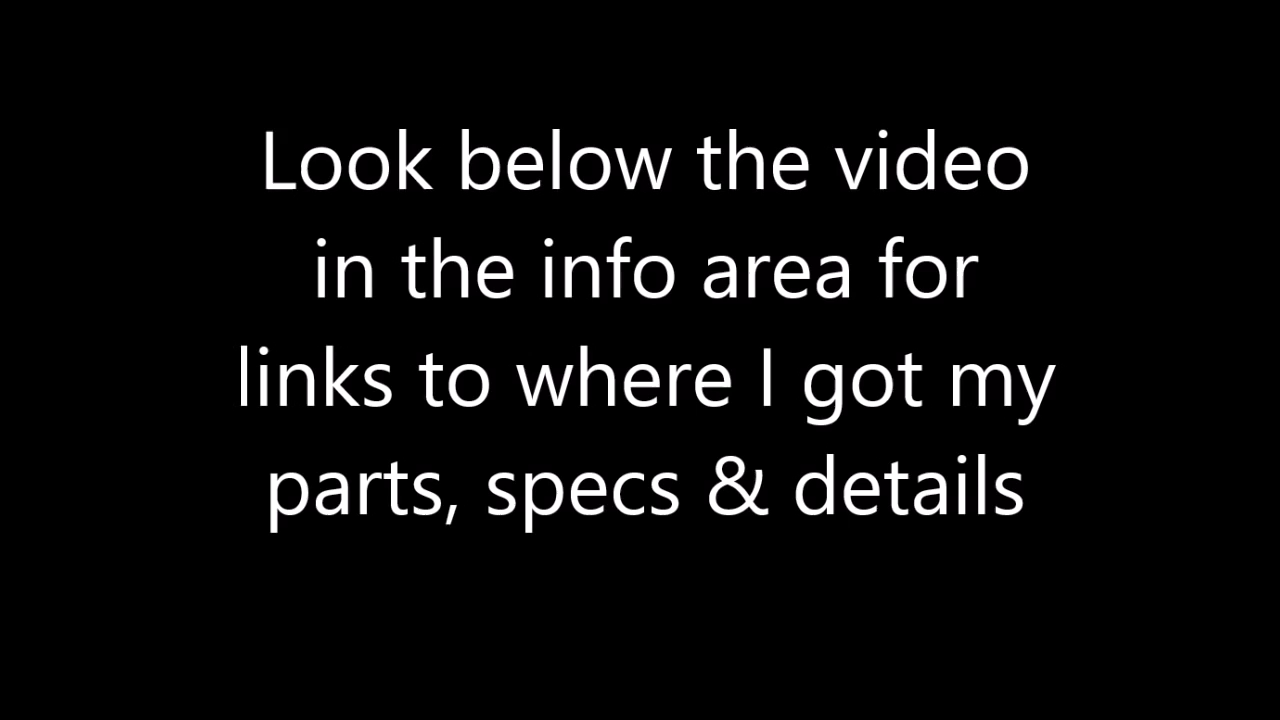 Look below the video
in the info area for
links to where I got my
parts, specs & details